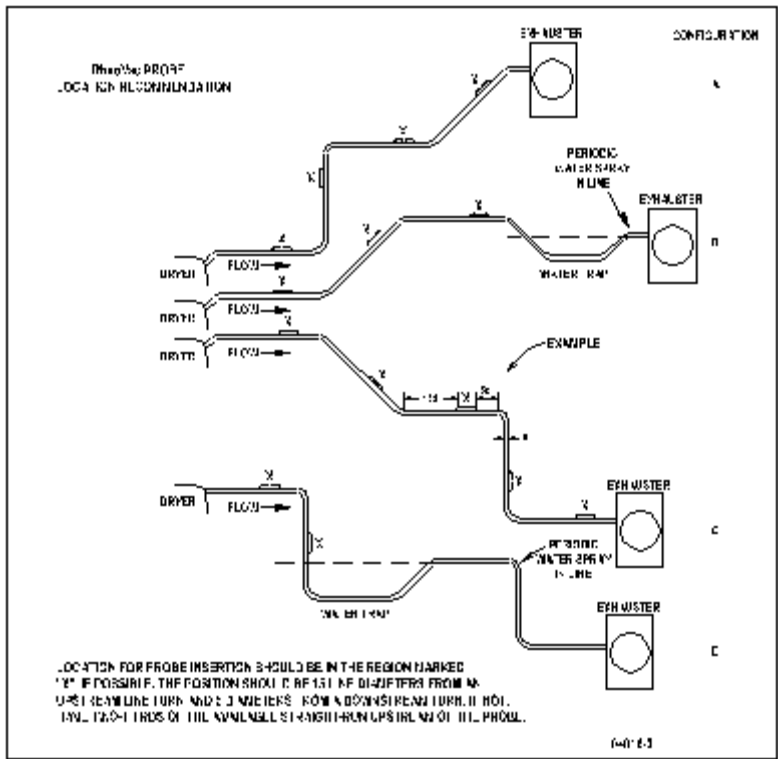 EXHAUSTER
CONFIGURATION
PROBE
LOCATION RECOMMENDATION
A
PERIODIC
WATER SPRAY
IN LINE
EXHAUSTER
X
X
X
X
X
X
X
B
DRYER
FLOW
WATER TRAP
DRYER
FLOW
DRYER
FLOW
X
EXAMPLE
X
X
X
X
EXHAUSTER
C
DRYER
FLOW
X
X
PERIODIC
WATER SPRAY
IN LINE
WATER TRAP
EXHAUSTER
LOCATION FOR PROBE INSERTION SHOULD BE IN THE REGION MARKED
"X" IF POSSIBLE. THE POSITION SHOULD BE 15 LINE DIAMETERS FROM AN
UPSTREAM LINE TURN AND 5 DIAMETERS FROM A DOWNSTREAM TURN. IF NOT,
TAKE TWO-THIRDS OF THE AVAILABLE STRAIGHT-RUN UPSTREAM OF THE PROBE.